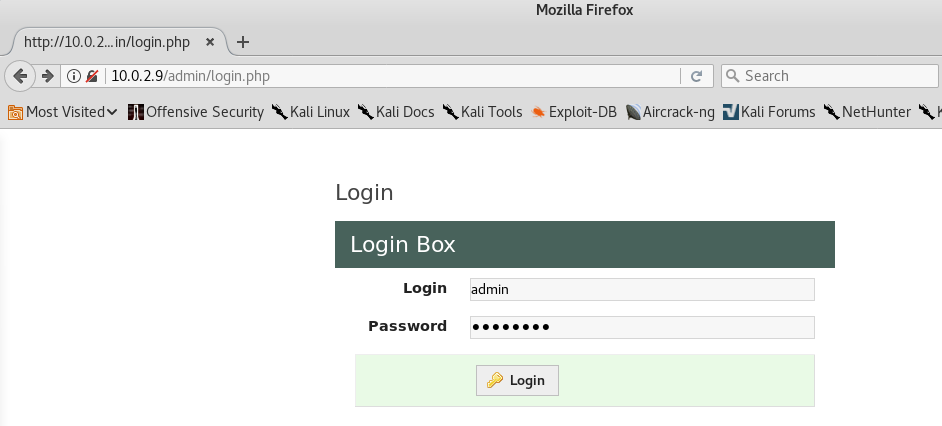 Mozilla Firefox
http://10.0.2...in/login.php
10.0.2.9/admin/login.php
Search
Most Visited
Offensive Security
Kali Linux
Kali Docs
Kali Tools
Exploit-DB
Aircrack-ng
Kali Forums
NetHunter
K
Login
Login Box
Login
admin
Password
••••••••
Login